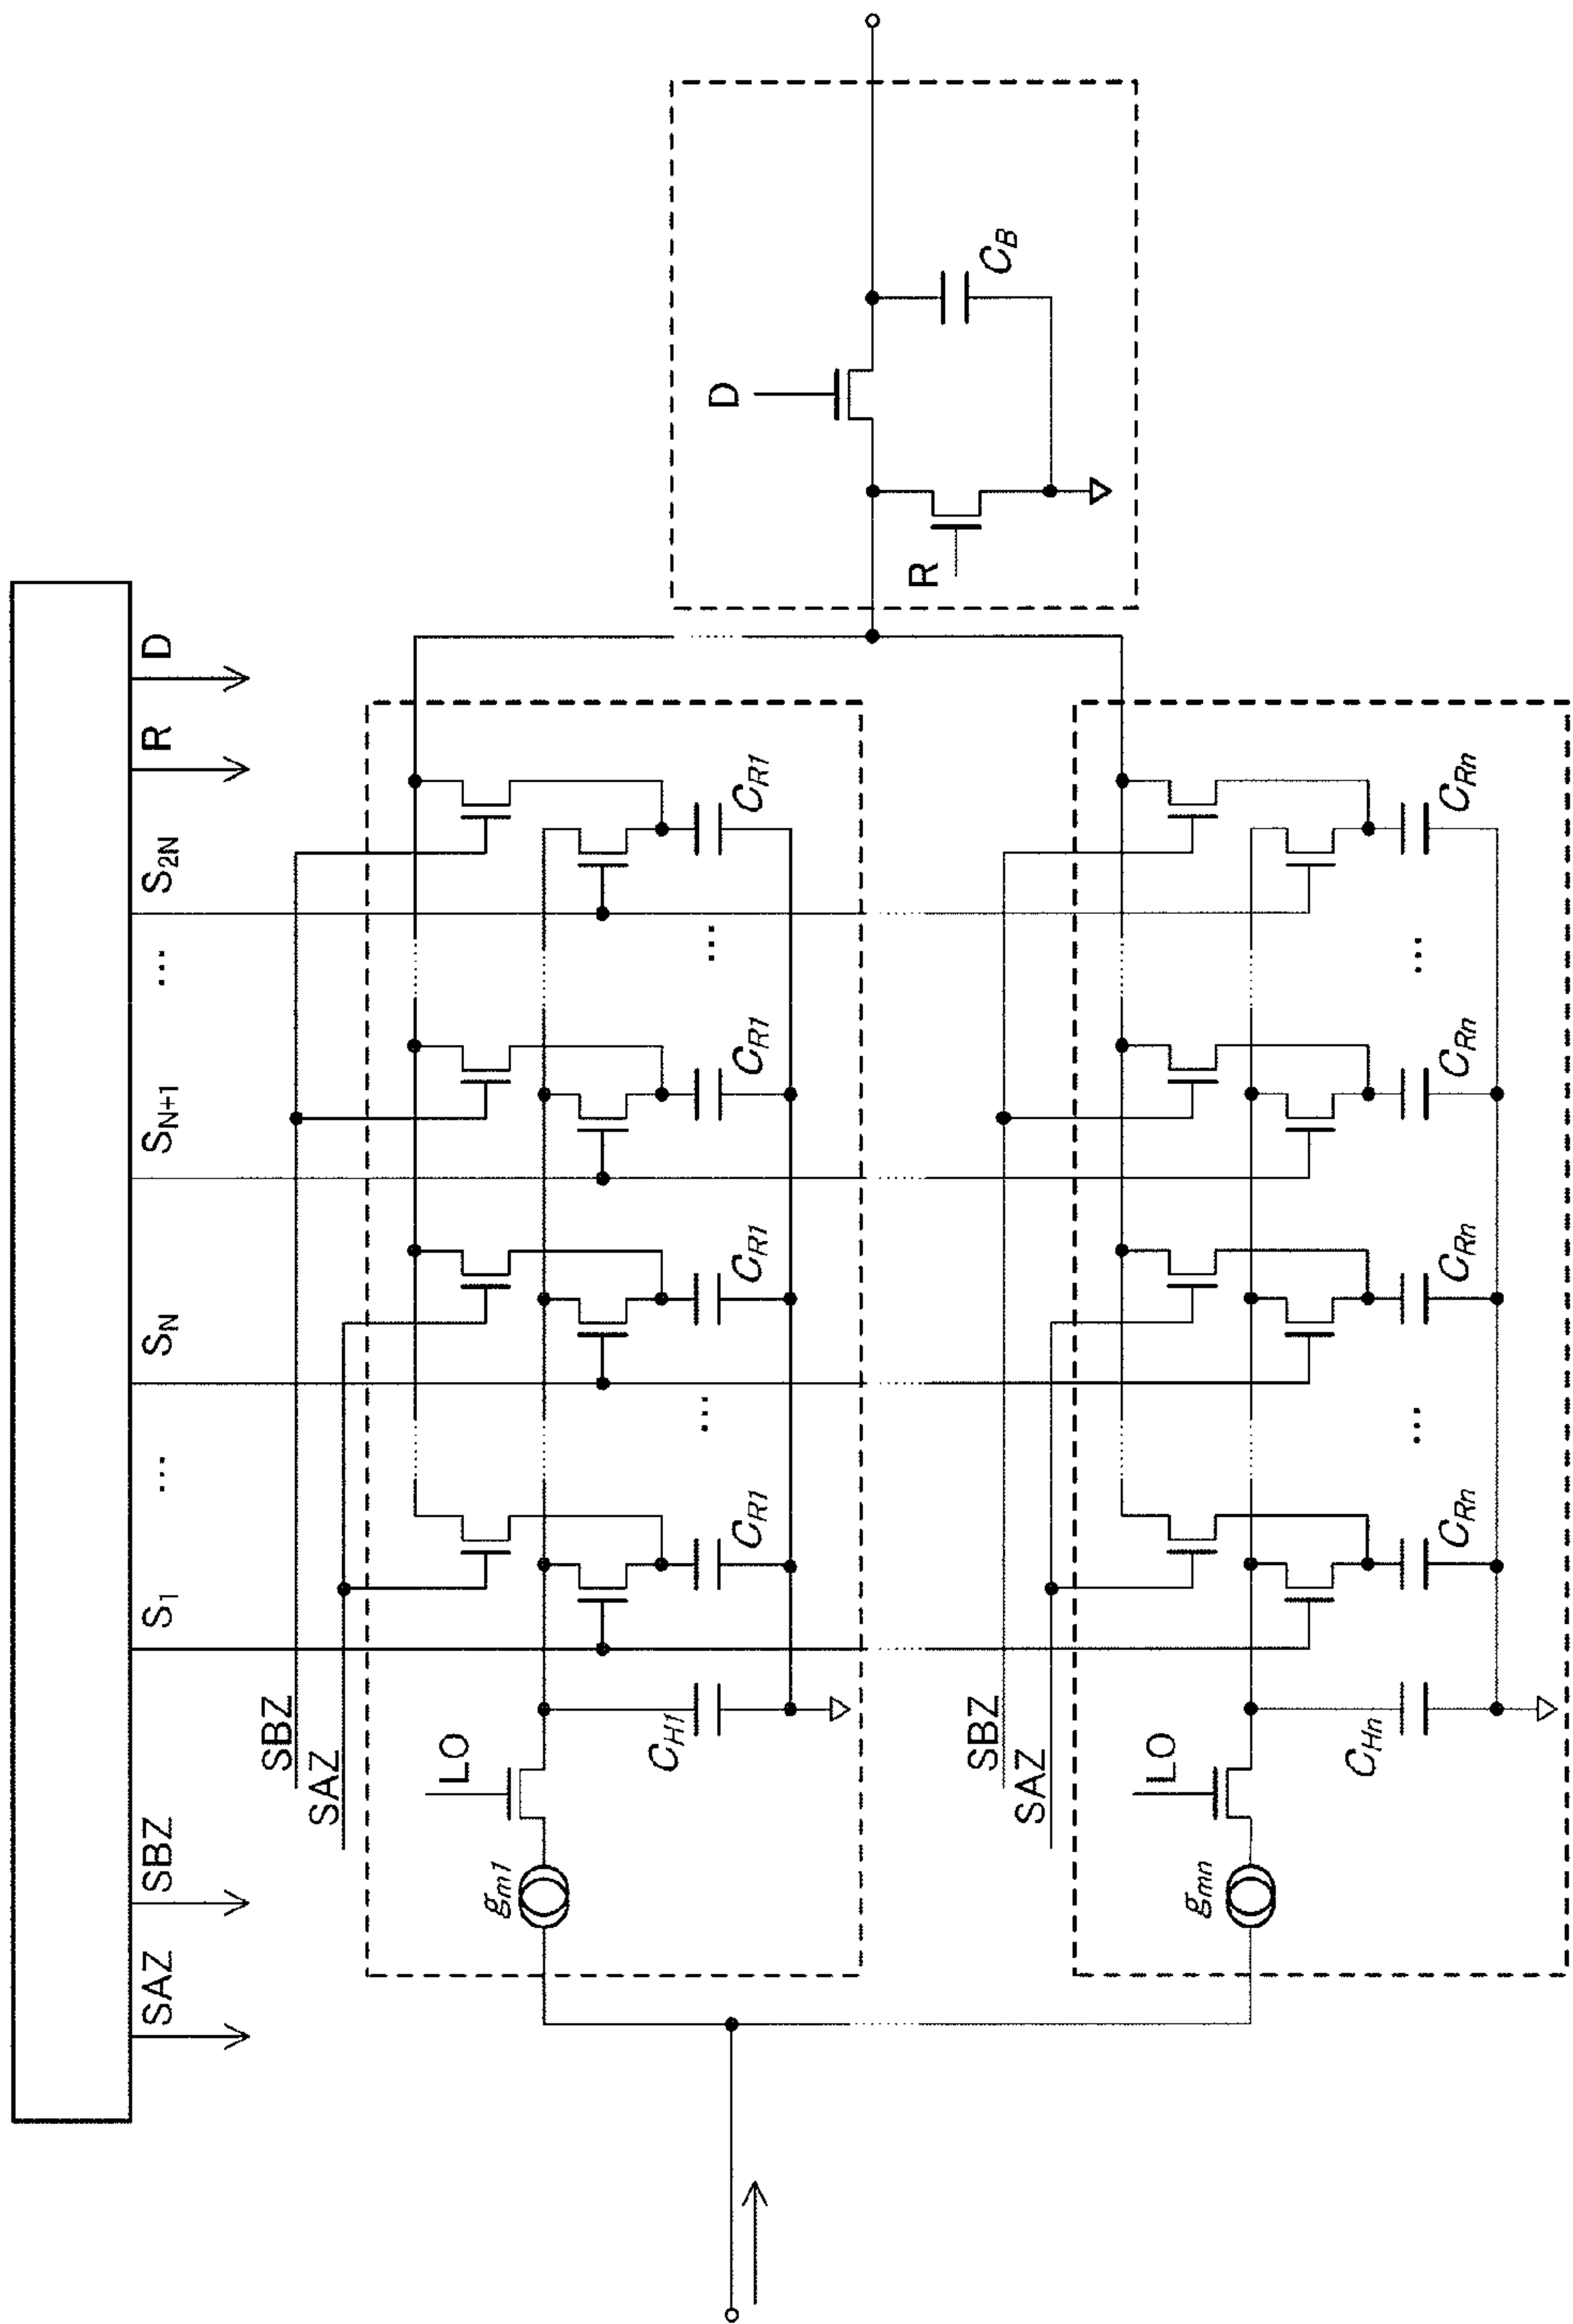 SAZ SBZ S1 ... SN SN+1 ... S2N R D
SBZ
SAZ
LO
gm1
CH1
CR1 ... CR1 CR1 ... CR1
D
R
CB
SBZ
SAZ
LO
gmn
CHn
CRn ... CRn CRn ... CRn